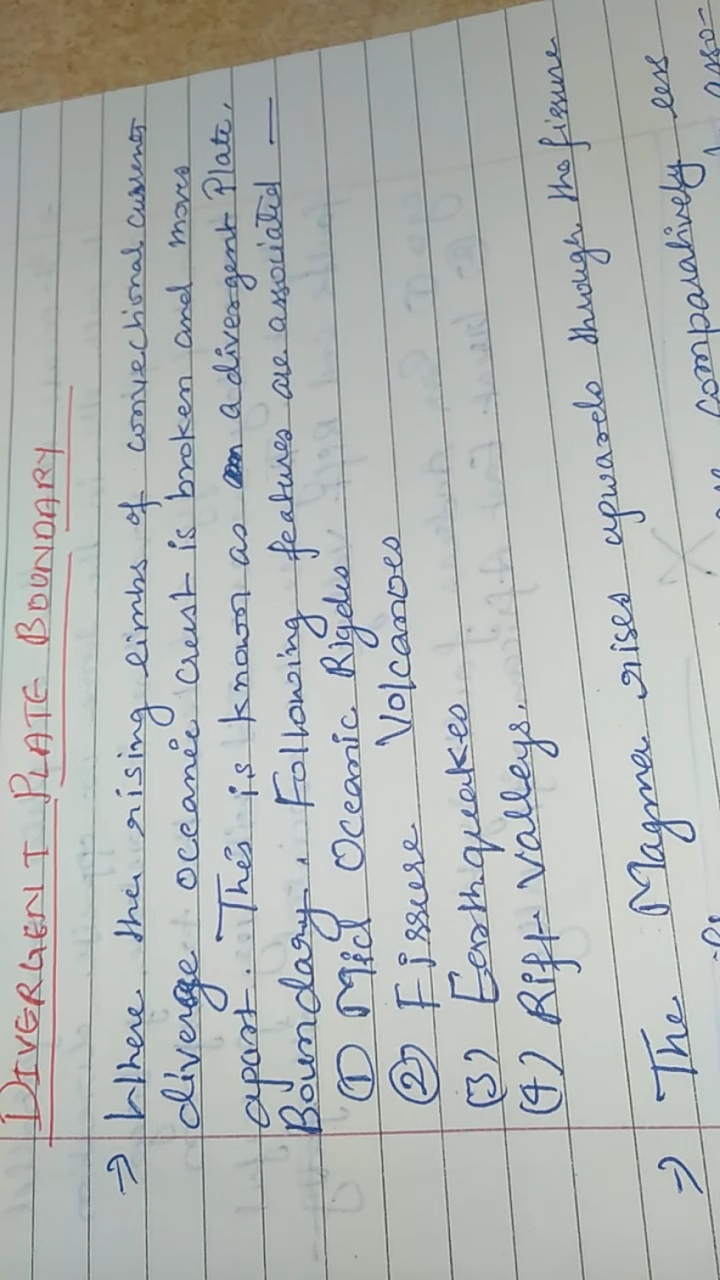 DIVERGENT PLATE BOUNDARY
⇒ Where the rising limbs of convectional currents
diverge oceanic crust is broken and moves
apart. This is known as a divergent Plate.
Boundary. Following features are associated —
① Mid Oceanic Rigdes
② Fissure Volcanoes
(3) Earthquakes
(4) Rift Valleys.
⇒ The Magma rises upwards through the fissure
comparatively less
asso-